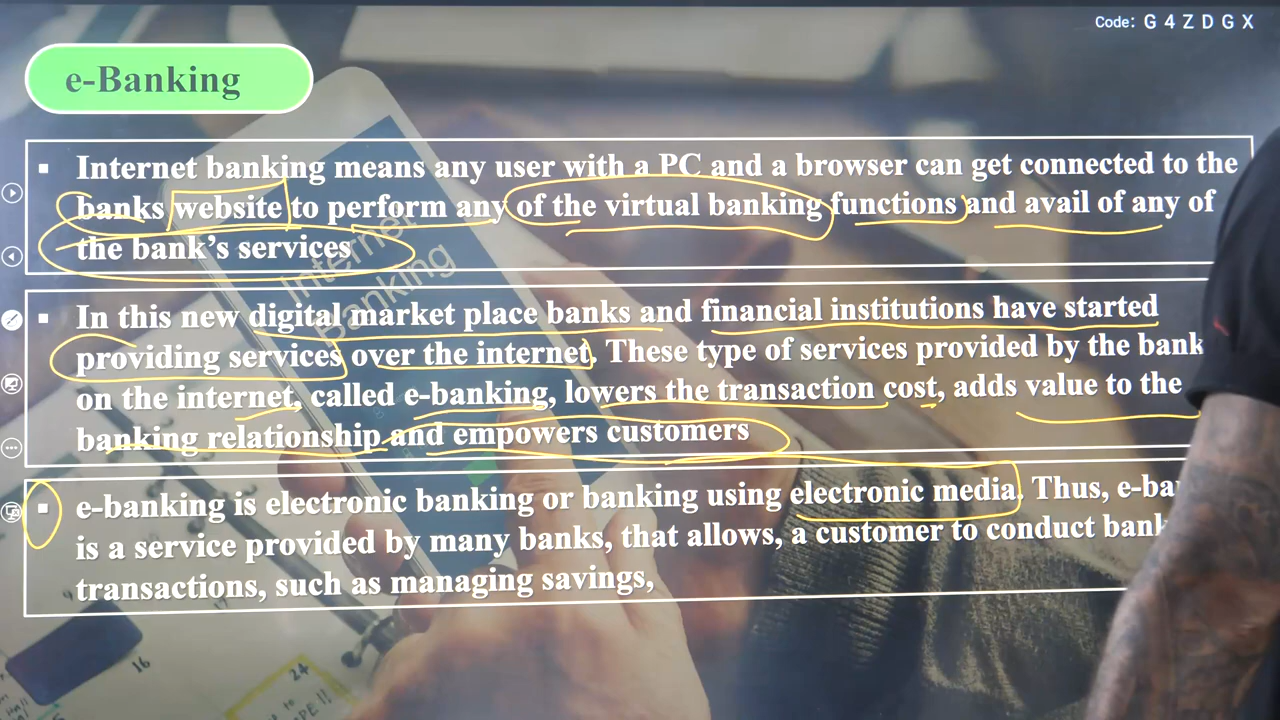 Code: G 4 Z D G X
e-Banking
▪ Internet banking means any user with a PC and a browser can get connected to the
banks website to perform any of the virtual banking functions and avail of any of
the bank’s services
▪ In this new digital market place banks and financial institutions have started
providing services over the internet. These type of services provided by the bank
on the internet, called e-banking, lowers the transaction cost, adds value to the
banking relationship and empowers customers
▪ e-banking is electronic banking or banking using electronic media. Thus,
is a service provided by many banks, that allows, a customer to conduct
transactions, such as managing savings,
Internet
Banking
16
24